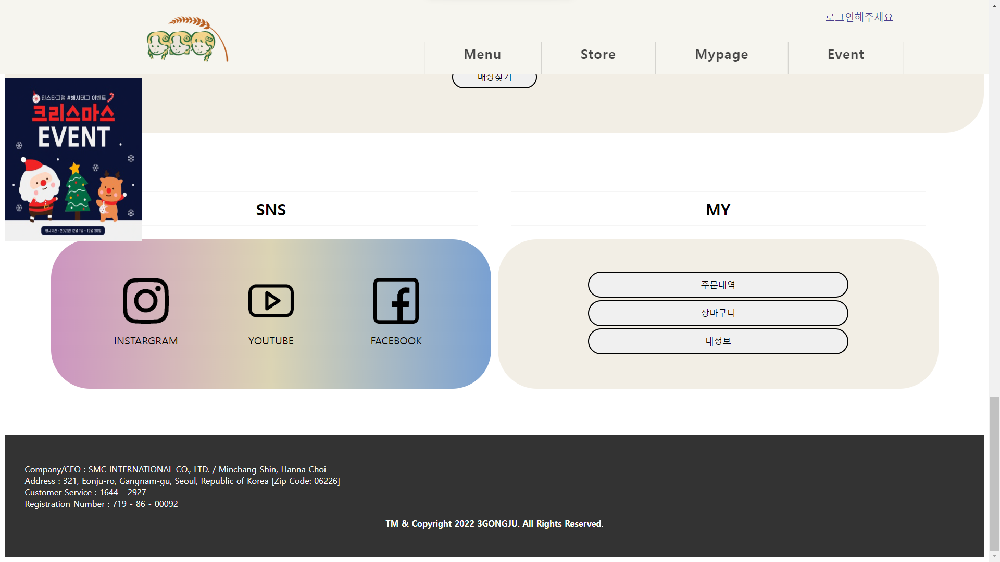 로그인해주세요
Menu
Store
Mypage
Event
매장찾기
인스타그램 #해시태그 이벤트
크리스마스
EVENT
행사기간 - 2022년 12월 1일 ~ 12월 30일
SNS
MY
INSTARGRAM
YOUTUBE
FACEBOOK
주문내역
장바구니
내정보
Company/CEO : SMC INTERNATIONAL CO., LTD. / Minchang Shin, Hanna Choi
Address : 321, Eonju-ro, Gangnam-gu, Seoul, Republic of Korea [Zip Code: 06226]
Customer Service : 1644 - 2927
Registration Number : 719 - 86 - 00092
TM & Copyright 2022 3GONGJU. All Rights Reserved.